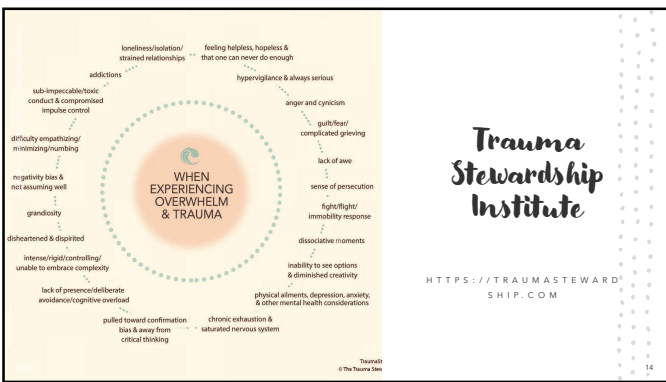 feeling helpless, hopeless &
that one can never do enough
hypervigilance & always serious
anger and cynicism
guilt/fear/
complicated grieving
lack of awe
sense of persecution
fight/flight/
immobility response
dissociative moments
inability to see options
& diminished creativity
physical ailments, depression, anxiety,
& other mental health considerations
chronic exhaustion &
saturated nervous system
pulled toward confirmation
bias & away from
critical thinking
lack of presence/deliberate
avoidance/cognitive overload
intense/rigid/controlling/
unable to embrace complexity
disheartened & dispirited
grandiosity
negativity bias &
not assuming well
difficulty empathizing/
minimizing/numbing
sub-impeccable/toxic
conduct & compromised
impulse control
addictions
loneliness/isolation/
strained relationships
WHEN
EXPERIENCING
OVERWHELM
& TRAUMA
TraumaSt
© The Trauma Stew
Trauma
Stewardship
Institute
HTTPS://TRAUMASTEWARD
SHIP.COM
14